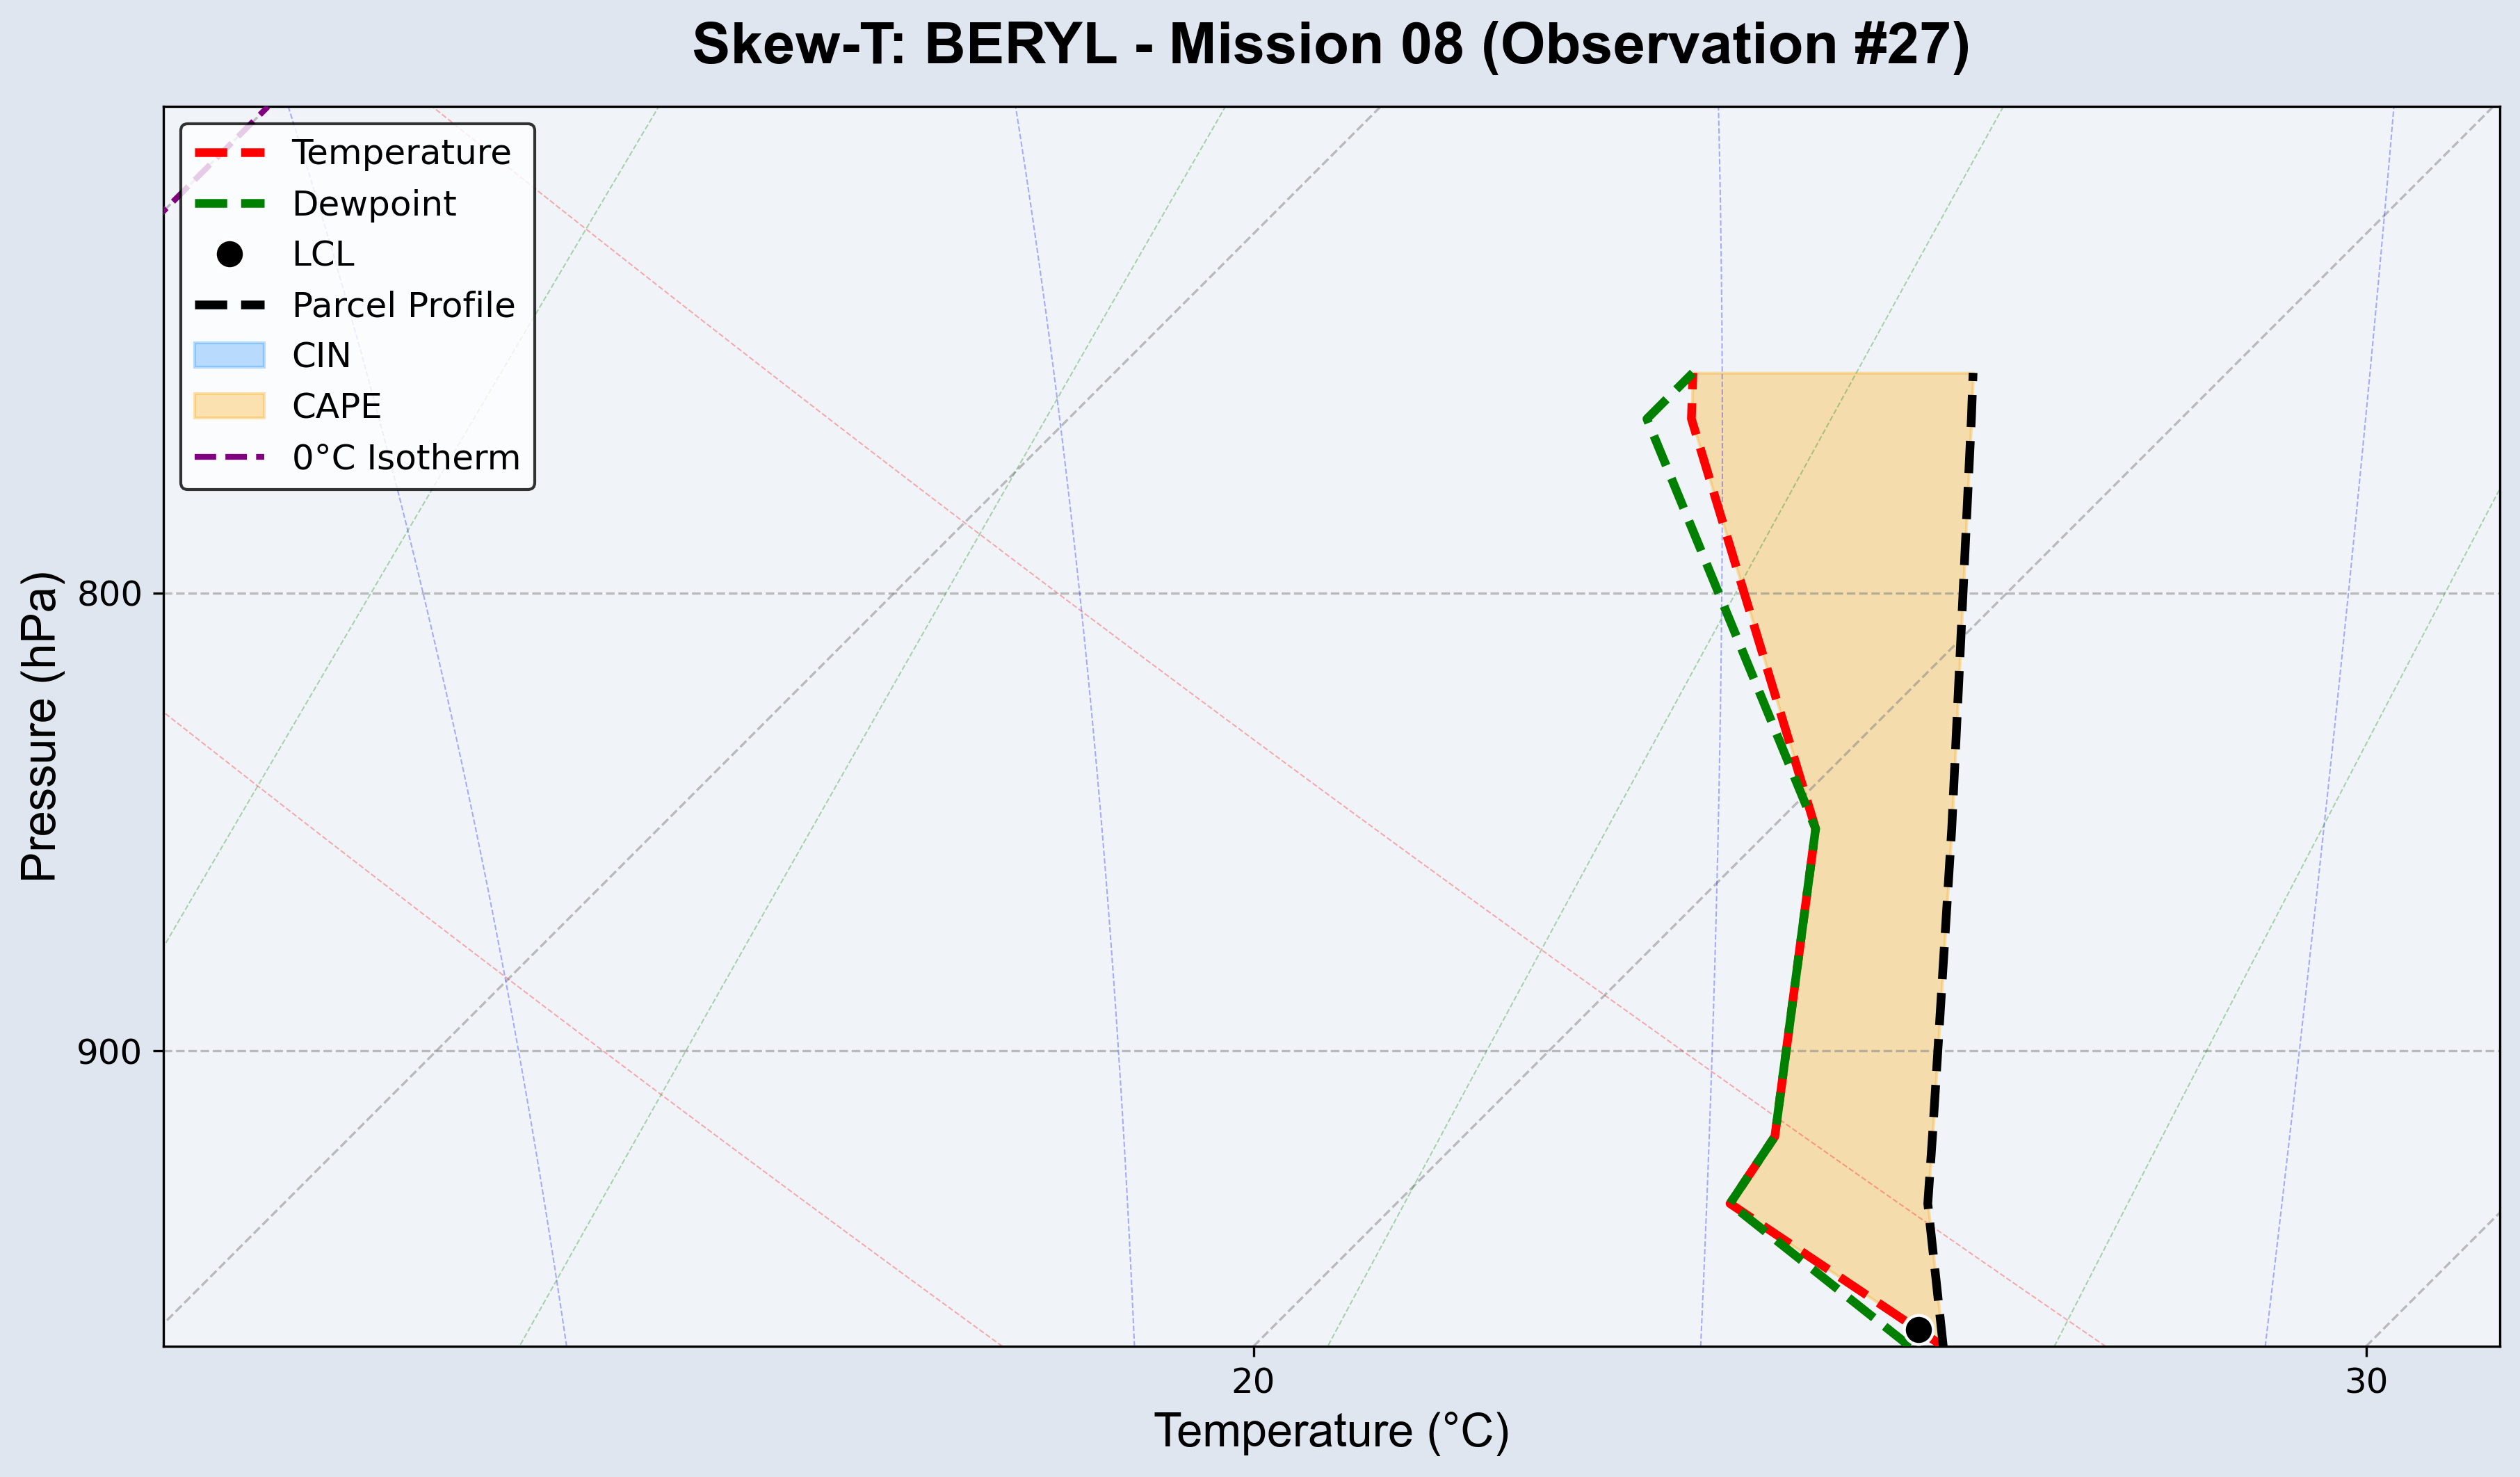 Skew-T: BERYL - Mission 08 (Observation #27)
Temperature
Dewpoint
LCL
Parcel Profile
CIN
CAPE
0°C Isotherm
Pressure (hPa)
800
900
20
30
Temperature (°C)